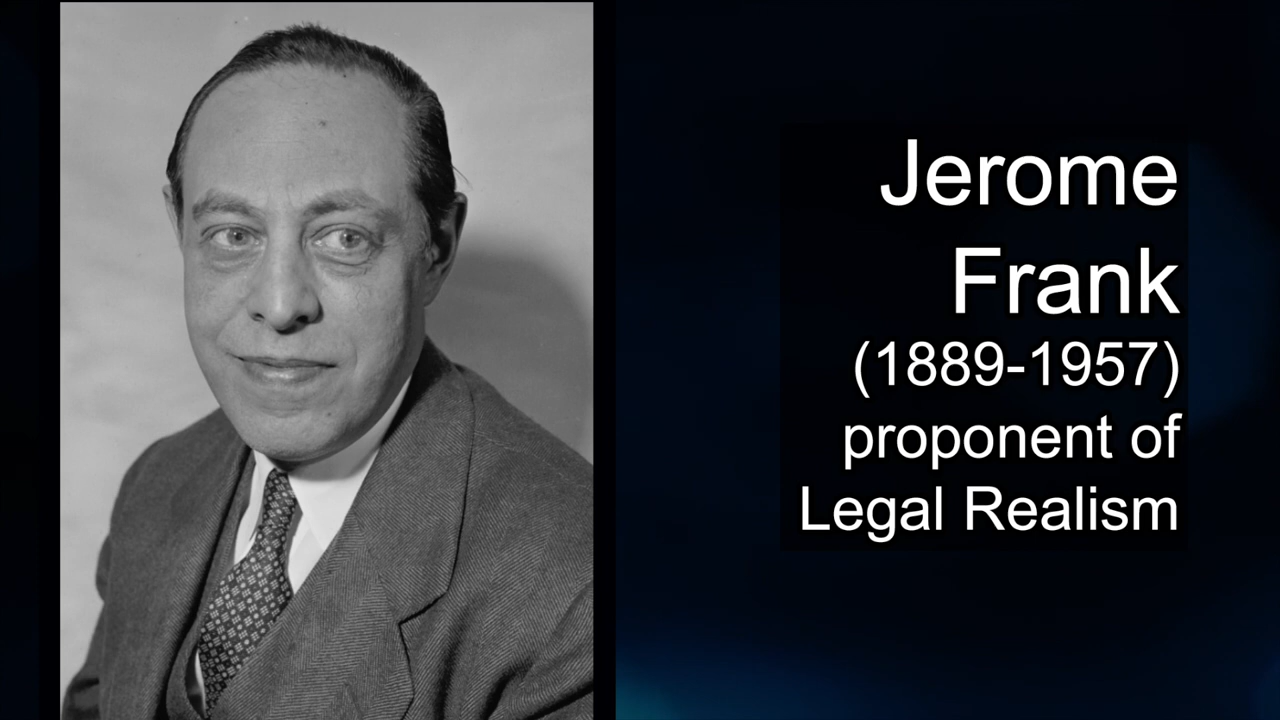 Jerome
Frank
(1889-1957)
proponent of
Legal Realism